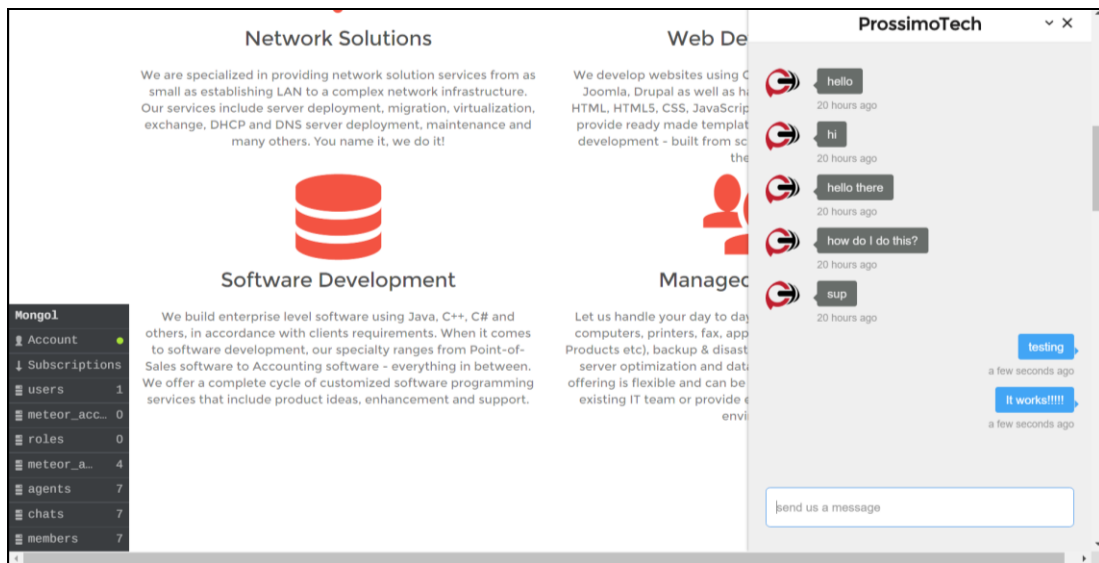 Network Solutions
We are specialized in providing network solution services from as
small as establishing LAN to a complex network infrastructure.
Our services include server deployment, migration, virtualization,
exchange, DHCP and DNS server deployment, maintenance and
many others. You name it, we do it!
Software Development
We build enterprise level software using Java, C++, C# and
others, in accordance with clients requirements. When it comes
to software development, our specialty ranges from Point-of-
Sales software to Accounting software - everything in between.
We offer a complete cycle of customized software programming
services that include product ideas, enhancement and support.
Web De
We develop websites using C
Joomla, Drupal as well as ha
HTML, HTML5, CSS, JavaScrip
provide ready made templat
development - built from sc
the
Managed
Let us handle your day to day
computers, printers, fax, app
Products etc), backup & disast
server optimization and data
offering is flexible and can be
existing IT team or provide e
envi
Mongol
Account
Subscriptions
users 1
meteor_acc... 0
roles 0
meteor_a... 4
agents 7
chats 7
members 7
ProssimoTech
hello
20 hours ago
hi
20 hours ago
hello there
20 hours ago
how do I do this?
20 hours ago
sup
20 hours ago
testing
a few seconds ago
It works!!!!!
a few seconds ago
send us a message